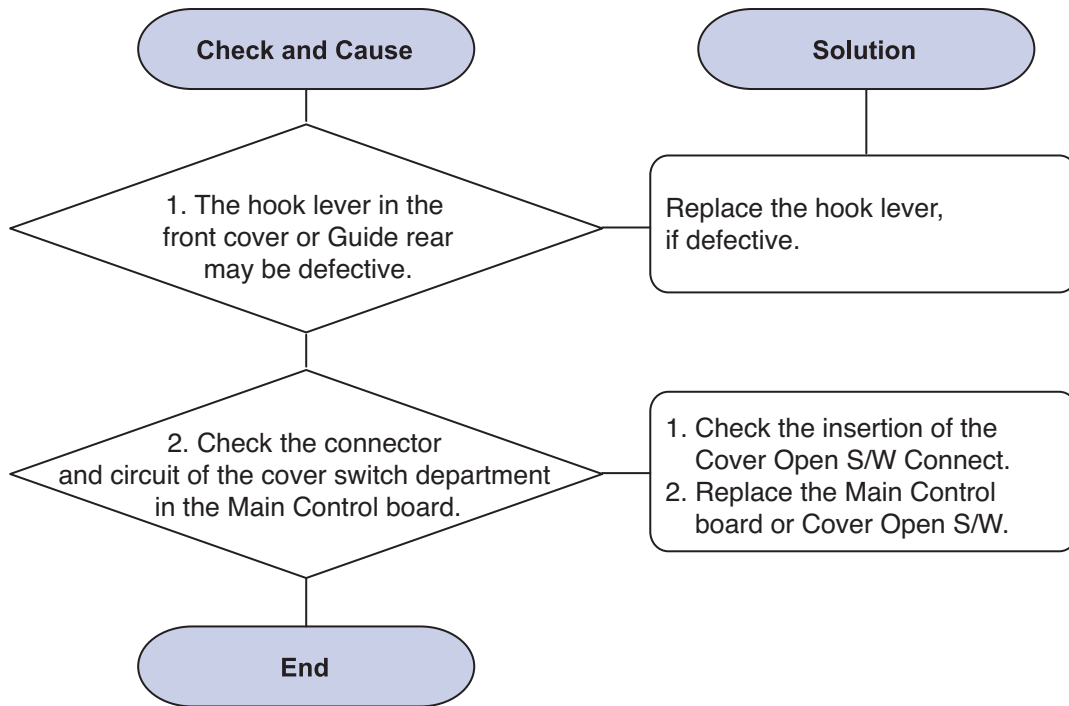 Check and Cause
Solution
1. The hook lever in the
front cover or Guide rear
may be defective.
Replace the hook lever,
if defective.
2. Check the connector
and circuit of the cover switch department
in the Main Control board.
1. Check the insertion of the
Cover Open S/W Connect.
2. Replace the Main Control
board or Cover Open S/W.
End